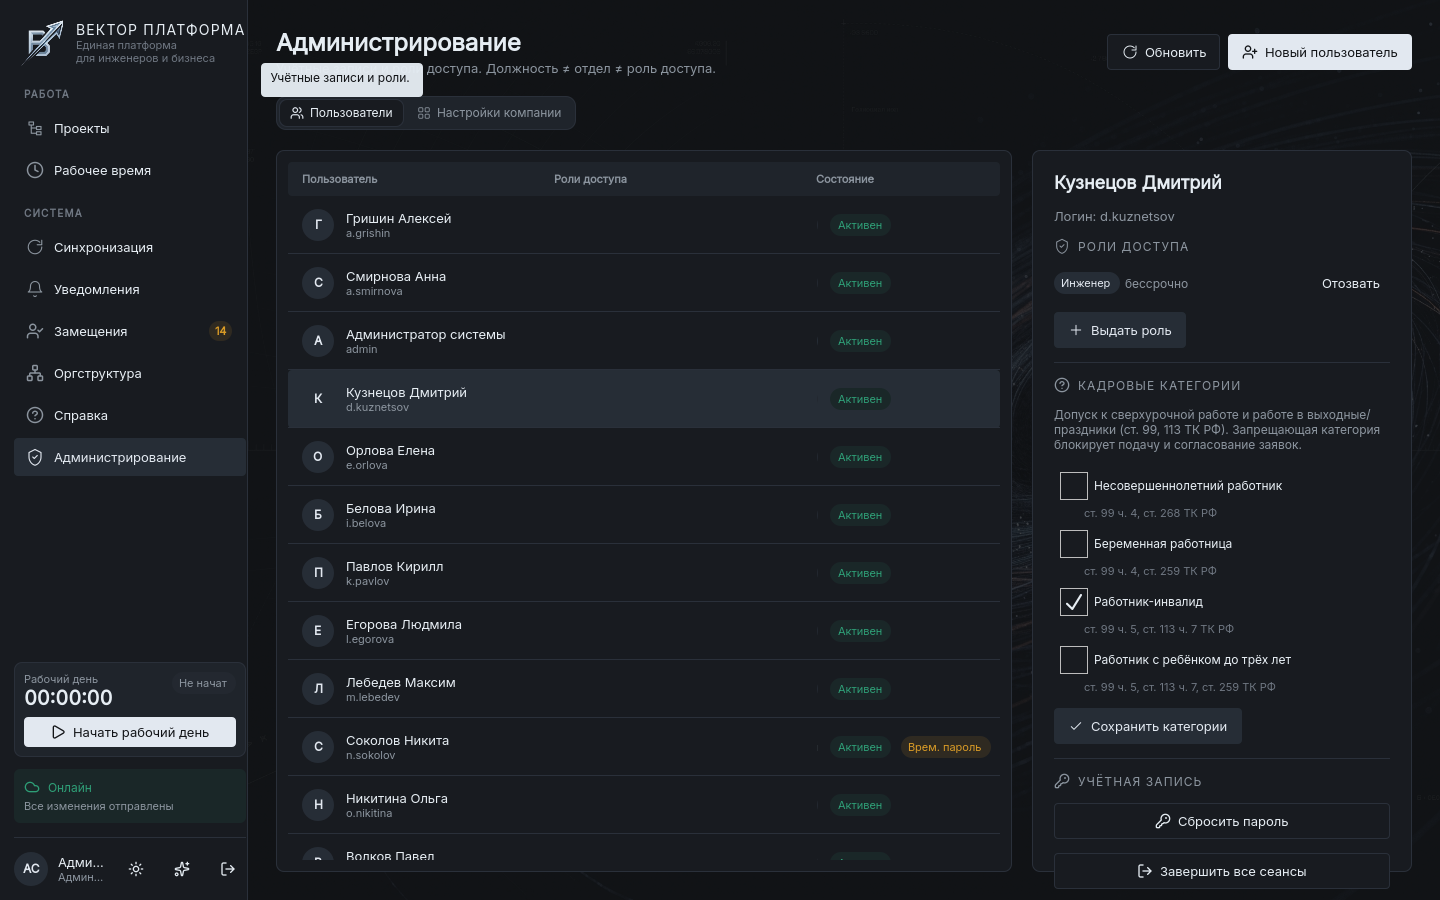 ВЕКТОР ПЛАТФОРМА
Единая платформа
для инженеров и бизнеса
РАБОТА
Проекты
Рабочее время
СИСТЕМА
Синхронизация
Уведомления
Замещения
14
Оргструктура
Справка
Администрирование
Рабочий день
Не начат
00:00:00
Начать рабочий день
Онлайн
Все изменения отправлены
АС
Адми...
Админ...
Администрирование
доступа. Должность ≠ отдел ≠ роль доступа.
Учётные записи и роли.
Обновить
Новый пользователь
Пользователи
Настройки компании
Пользователь
Роли доступа
Состояние
Г
Гришин Алексей
a.grishin
Активен
С
Смирнова Анна
a.smirnova
Активен
А
Администратор системы
admin
Активен
К
Кузнецов Дмитрий
d.kuznetsov
Активен
О
Орлова Елена
e.orlova
Активен
Б
Белова Ирина
i.belova
Активен
П
Павлов Кирилл
k.pavlov
Активен
Е
Егорова Людмила
l.egorova
Активен
Л
Лебедев Максим
m.lebedev
Активен
С
Соколов Никита
n.sokolov
Активен
Врем. пароль
Н
Никитина Ольга
o.nikitina
Активен
Волков Павел
Кузнецов Дмитрий
Логин: d.kuznetsov
РОЛИ ДОСТУПА
Инженер
бессрочно
Отозвать
Выдать роль
КАДРОВЫЕ КАТЕГОРИИ
Допуск к сверхурочной работе и работе в выходные/
праздники (ст. 99, 113 ТК РФ). Запрещающая категория
блокирует подачу и согласование заявок.
Несовершеннолетний работник
ст. 99 ч. 4, ст. 268 ТК РФ
Беременная работница
ст. 99 ч. 4, ст. 259 ТК РФ
Работник-инвалид
ст. 99 ч. 5, ст. 113 ч. 7 ТК РФ
Работник с ребёнком до трёх лет
ст. 99 ч. 5, ст. 113 ч. 7, ст. 259 ТК РФ
Сохранить категории
УЧЁТНАЯ ЗАПИСЬ
Сбросить пароль
Завершить все сеансы